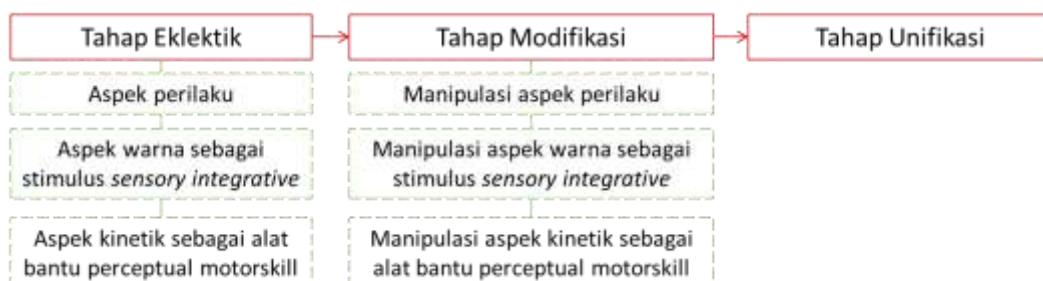 Tahap Eklektik
Tahap Modifikasi
Tahap Unifikasi
Aspek perilaku
Manipulasi aspek perilaku
Aspek warna sebagai
stimulus sensory integrative
Manipulasi aspek warna sebagai
stimulus sensory integrative
Aspek kinetik sebagai alat
bantu perceptual motorskill
Manipulasi aspek kinetik sebagai
alat bantu perceptual motorskill